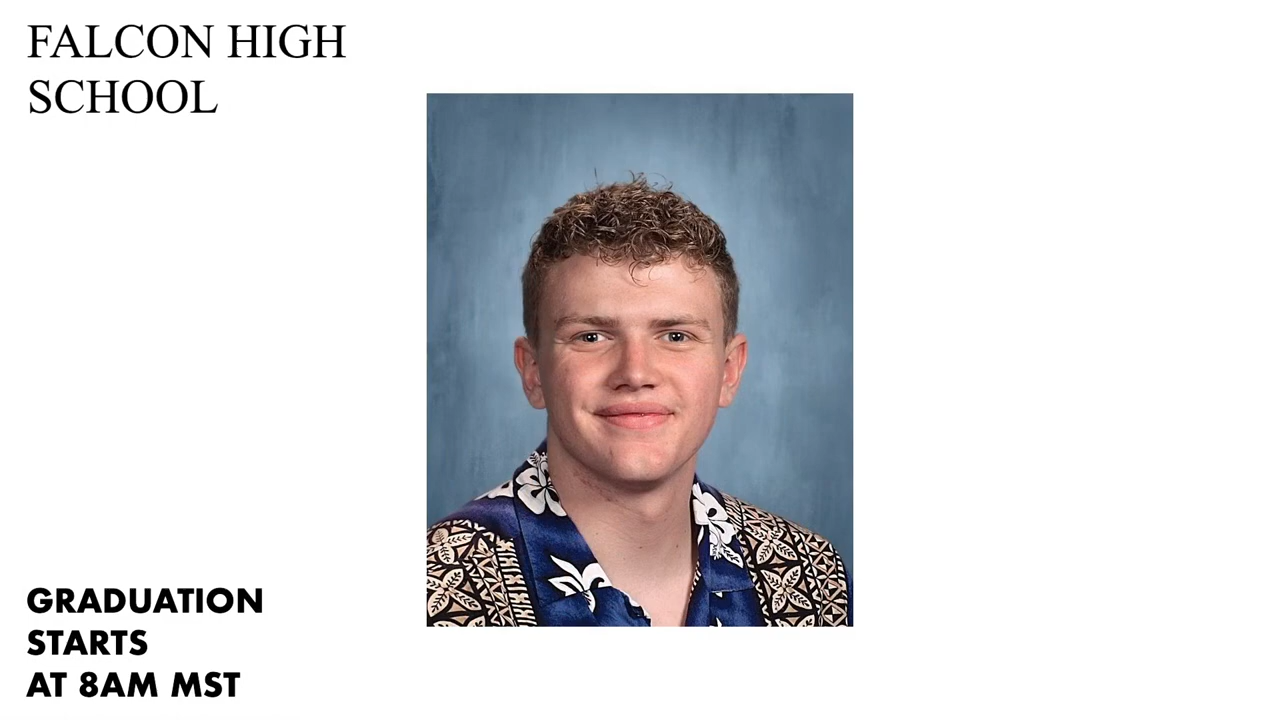 FALCON HIGH
SCHOOL
GRADUATION
STARTS
AT 8AM MST